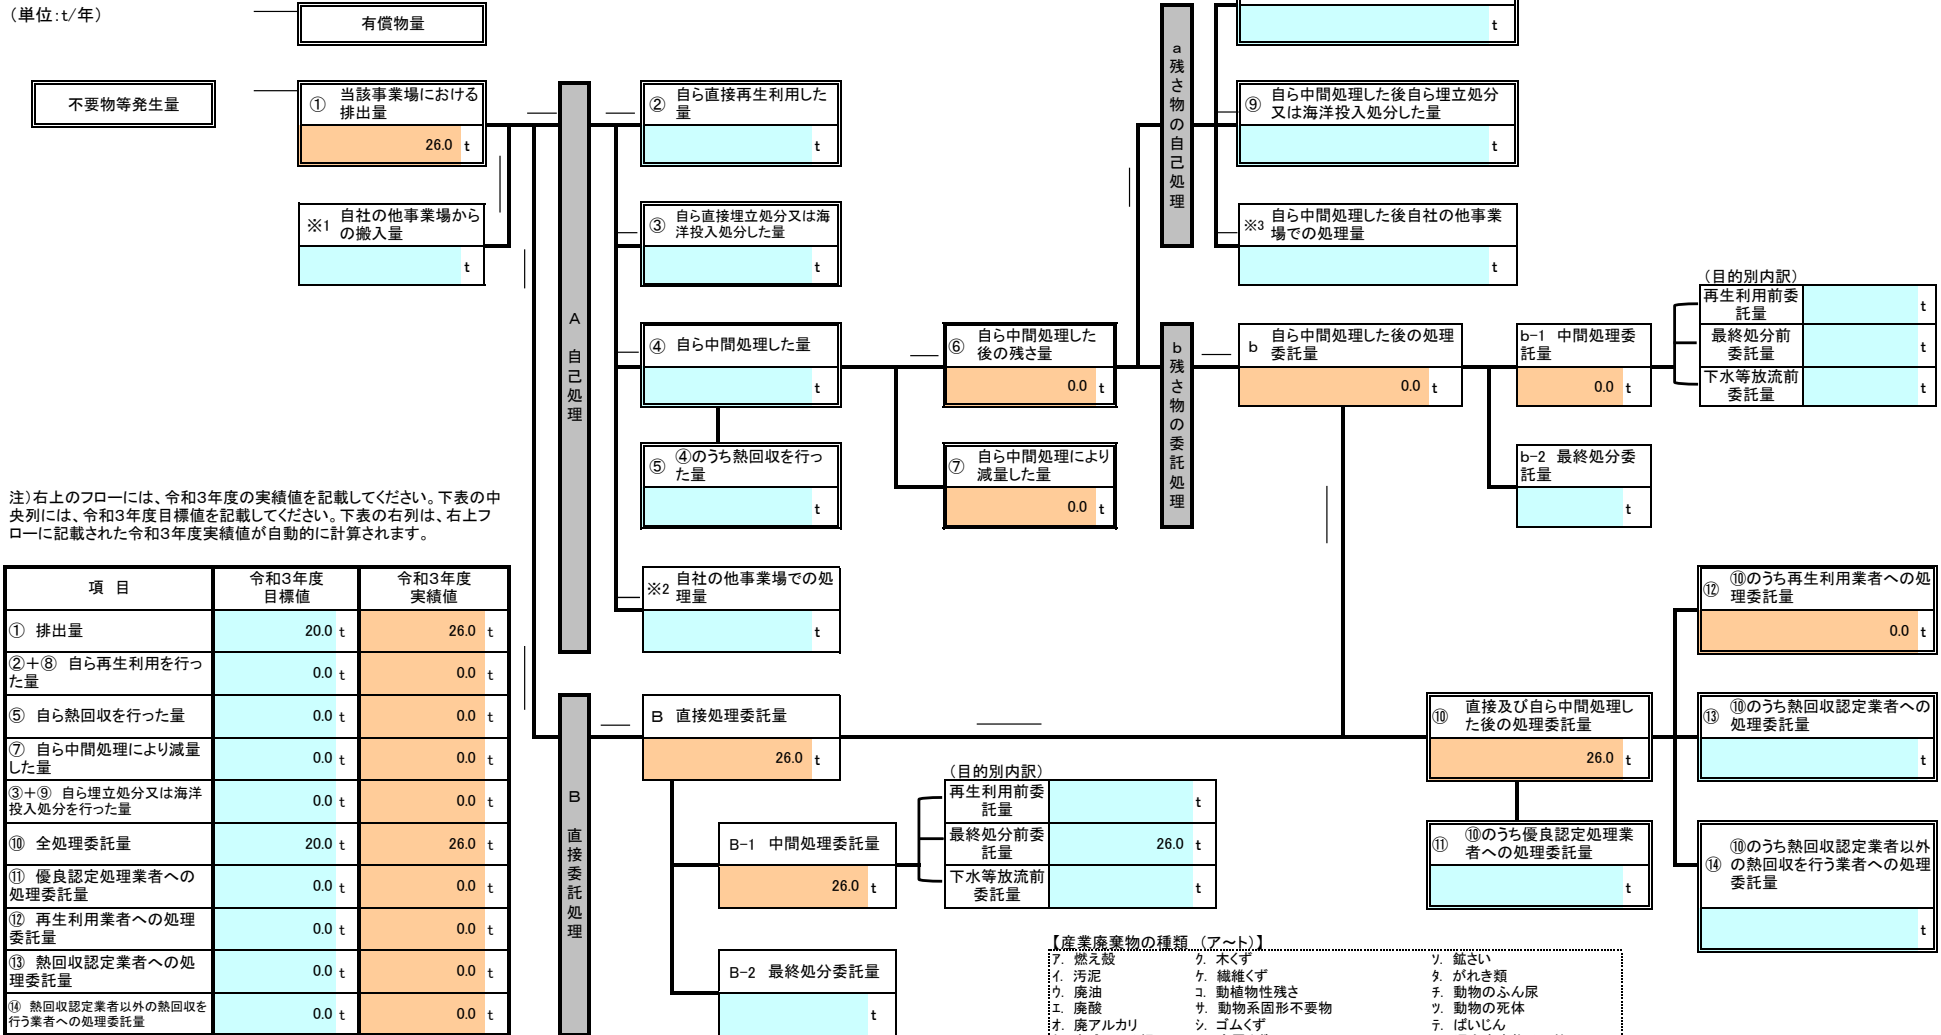 (単位:t/年)
有償物量
t
不要物等発生量
① 当該事業場における
排出量
26.0 t
② 自ら直接再生利用した
量
t
a
残
さ
物
の
自
己
処
理
⑨ 自ら中間処理した後自ら埋立処分
又は海洋投入処分した量
t
※1 自社の他事業場から
の搬入量
t
③ 自ら直接埋立処分又は海
洋投入処分した量
t
※3 自ら中間処理した後自社の他事業
場での処理量
t
A
自
己
処
理
④ 自ら中間処理した量
t
⑥ 自ら中間処理した
後の残さ量
0.0 t
b
残
さ
物
の
委
託
処
理
b 自ら中間処理した後の処理
委託量
0.0 t
b-1 中間処理委
託量
0.0 t
(目的別内訳)
再生利用前委
託量
t
最終処分前
委託量
t
下水等放流前
委託量
t
⑤ ④のうち熱回収を行っ
た量
t
⑦ 自ら中間処理により
減量した量
0.0 t
b-2 最終処分委
託量
t
注)右上のフローには、令和3年度の実績値を記載してください。下表の中
央列には、令和3年度目標値を記載してください。下表の右列は、右上フ
ローに記載された令和3年度実績値が自動的に計算されます。
※2 自社の他事業場での処
理量
t
項 目
令和3年度
目標値
令和3年度
実績値
① 排出量 20.0 t 26.0 t
②+⑧ 自ら再生利用を行っ
た量 0.0 t 0.0 t
⑤ 自ら熱回収を行った量 0.0 t 0.0 t
⑦ 自ら中間処理により減量
した量 0.0 t 0.0 t
③+⑨ 自ら埋立処分又は海洋
投入処分を行った量 0.0 t 0.0 t
⑩ 全処理委託量 20.0 t 26.0 t
⑪ 優良認定処理業者への
処理委託量 0.0 t 0.0 t
⑫ 再生利用業者への処理
委託量 0.0 t 0.0 t
⑬ 熱回収認定業者への処
理委託量 0.0 t 0.0 t
⑭ 熱回収認定業者以外の熱回収を
行う業者への処理委託量 0.0 t 0.0 t
B
直
接
委
託
処
理
B 直接処理委託量
26.0 t
B-1 中間処理委託量
26.0 t
(目的別内訳)
再生利用前委
託量
t
最終処分前委
託量
26.0 t
下水等放流前
委託量
t
B-2 最終処分委託量
t
⑩ 直接及び自ら中間処理し
た後の処理委託量
26.0 t
⑪ ⑩のうち優良認定処理業
者への処理委託量
t
⑫ ⑩のうち再生利用業者への処
理委託量
0.0 t
⑬ ⑩のうち熱回収認定業者への
処理委託量
t
⑭ ⑩のうち熱回収認定業者以外
の熱回収を行う業者への処理
委託量
t
【産業廃棄物の種類 (ア～ト)】
ア. 燃え殻 ク. 木くず ソ. 鉱さい
イ. 汚泥 ケ. 繊維くず タ. がれき類
ウ. 廃油 コ. 動植物性残さ チ. 動物のふん尿
エ. 廃酸 サ. 動物系固形不要物 ツ. 動物の死体
オ. 廃アルカリ シ. ゴムくず テ. ばいじん